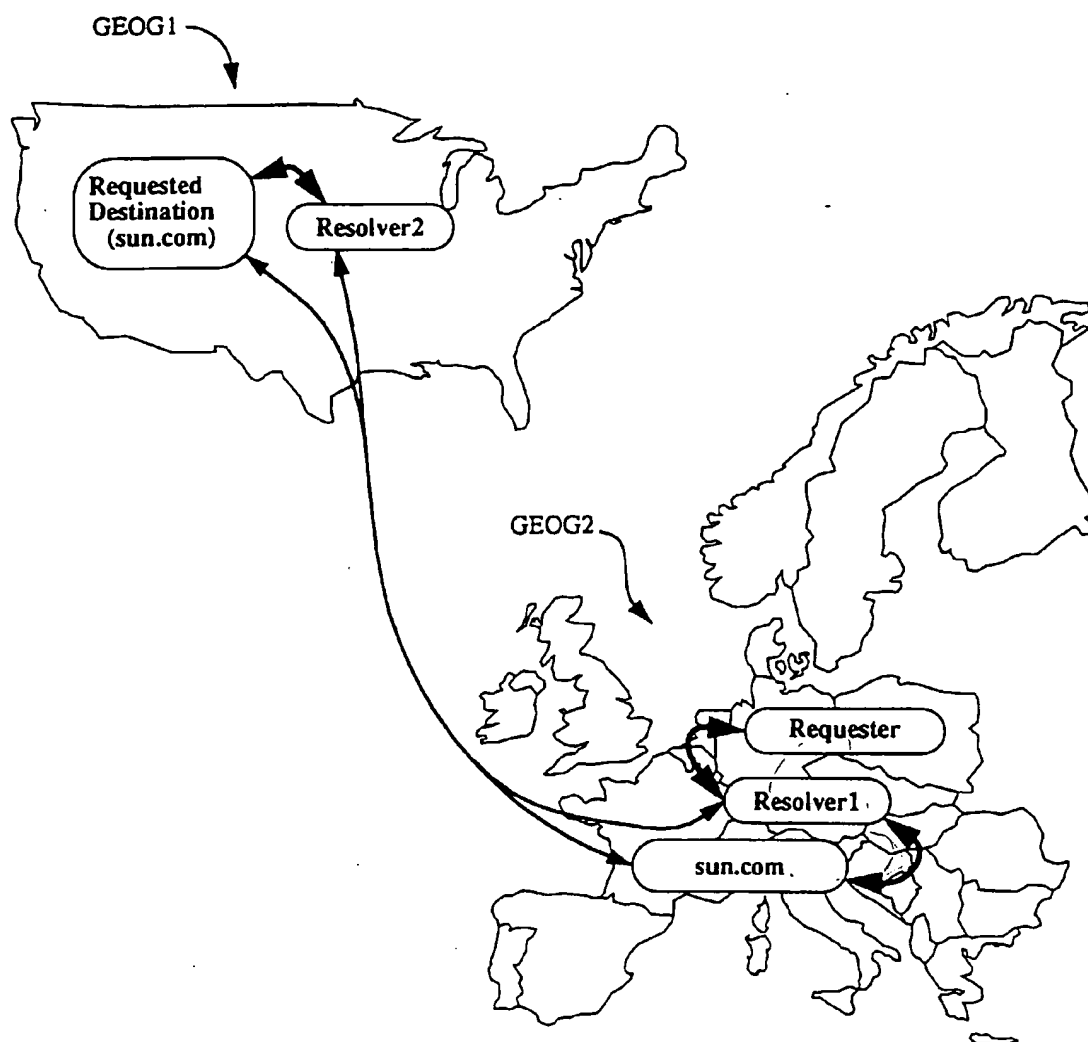 GEOG1
Requested
Destination
(sun.com)
Resolver2
GEOG2
Requester
Resolver1
sun.com